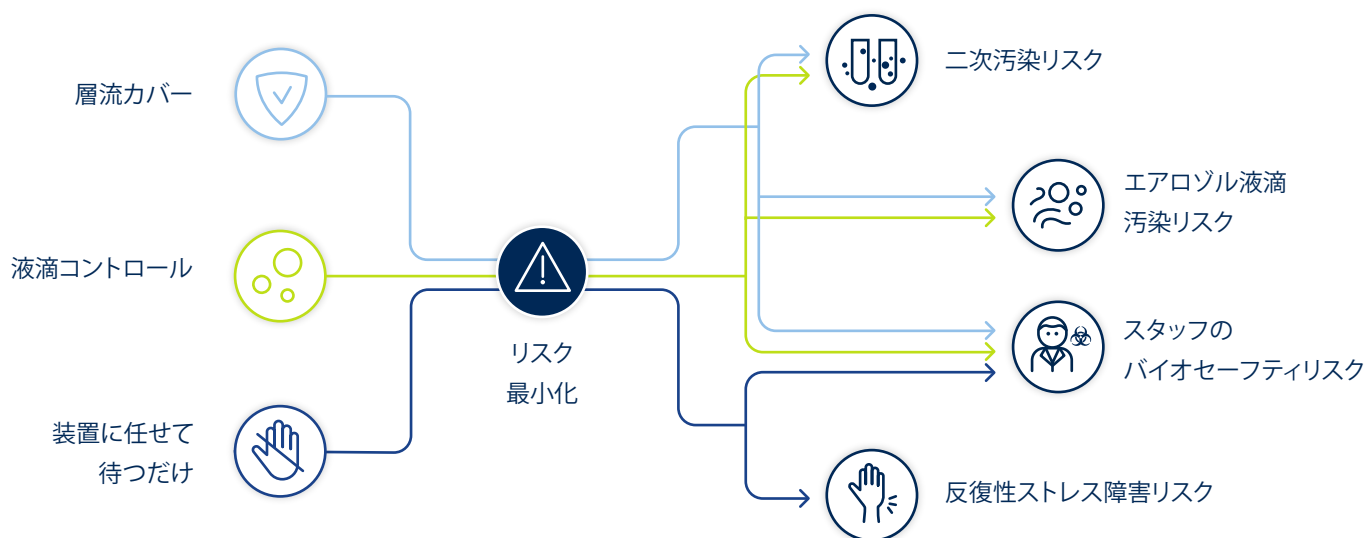 層流カバー
液滴コントロール
装置に任せて
待つだけ
リスク
最小化
二次汚染リスク
エアロゾル液滴
汚染リスク
スタッフの
バイオセーフティリスク
反復性ストレス障害リスク